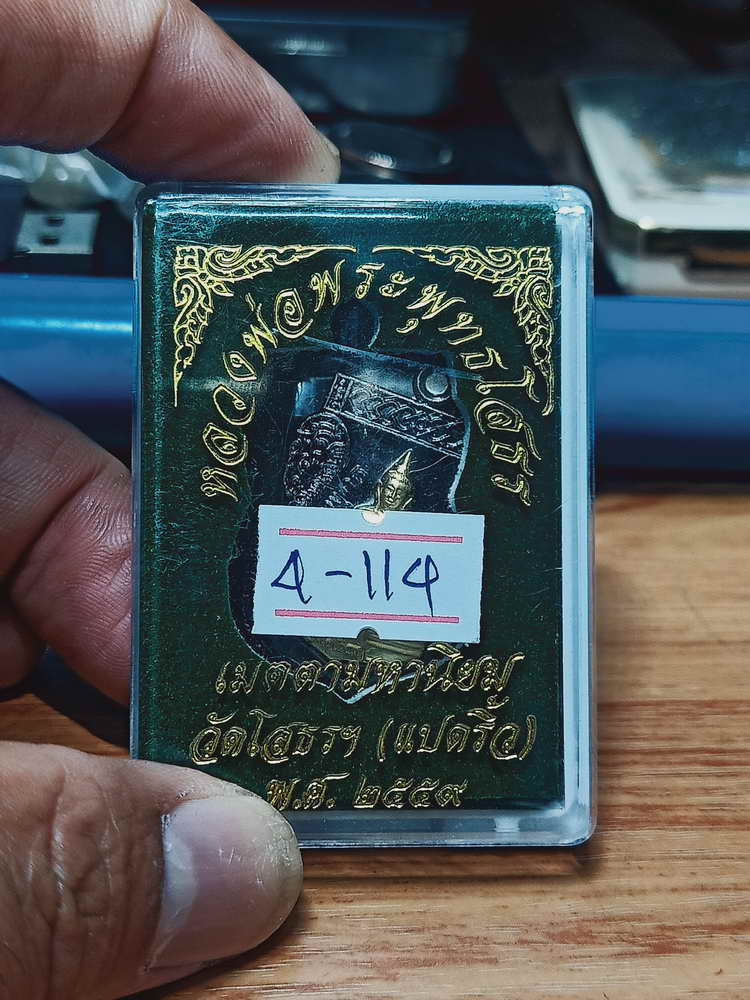 หลวงพ่อพระพุทธโสธร
4-114
เมตตามหานิยม
วัดโสธรฯ (แปดริ้ว)
พ.ศ. ๒๕๕๙